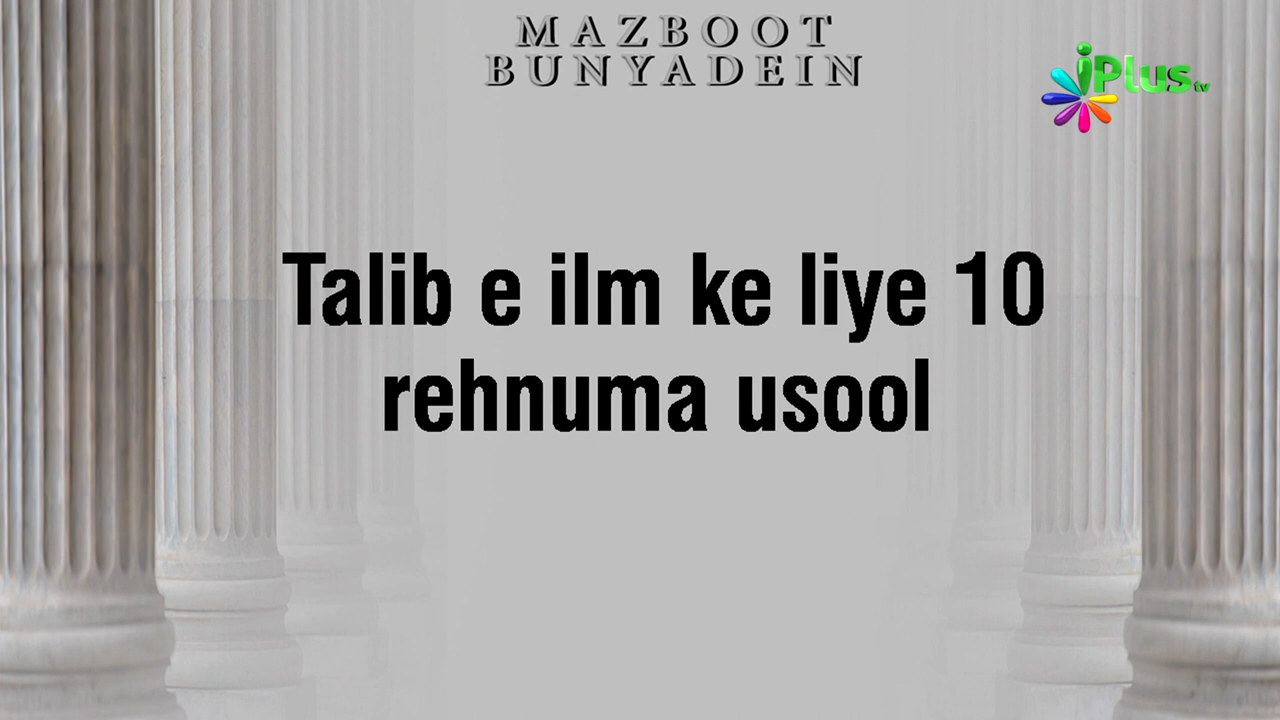 MAZBOOT
BUNYADEIN
iPlus tv
Talib e ilm ke liye 10
rehnuma usool